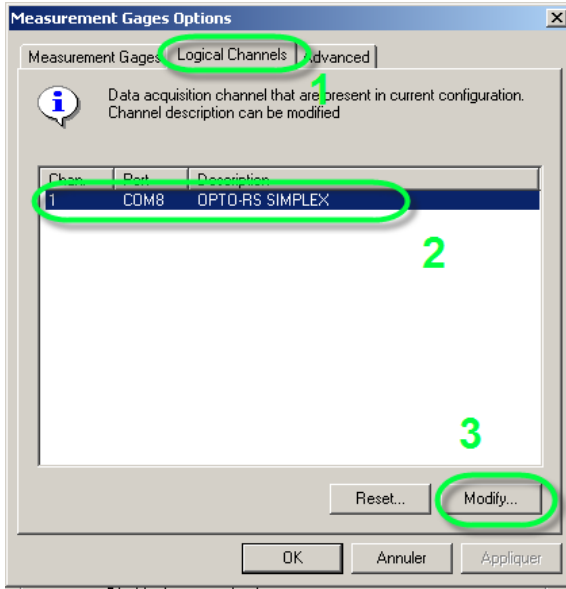 Measurement Gages Options
Measurement Gages Logical Channels Advanced
1
Data acquisition channel that are present in current configuration.
Channel description can be modified
Chan. Port Description
1 COM8 OPTO-RS SIMPLEX
2
3
Reset... Modify...
OK Annuler Appliquer